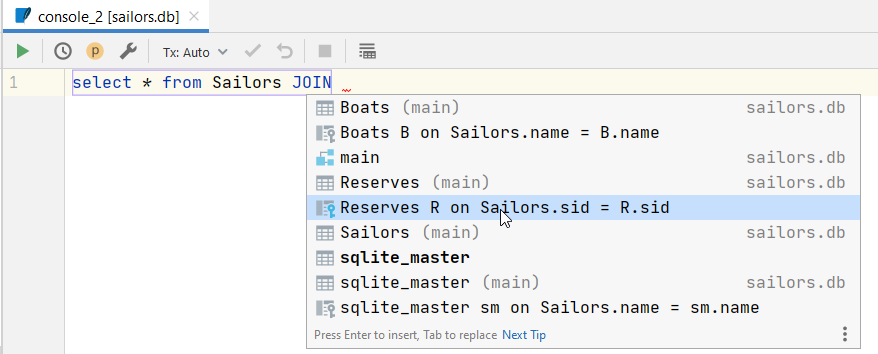 console_2 [sailors.db]
Tx: Auto
1 select * from Sailors JOIN
Boats (main) sailors.db
Boats B on Sailors.name = B.name
main sailors.db
Reserves (main) sailors.db
Reserves R on Sailors.sid = R.sid
Sailors (main) sailors.db
sqlite_master
sqlite_master (main) sailors.db
sqlite_master sm on Sailors.name = sm.name
Press Enter to insert, Tab to replace Next Tip